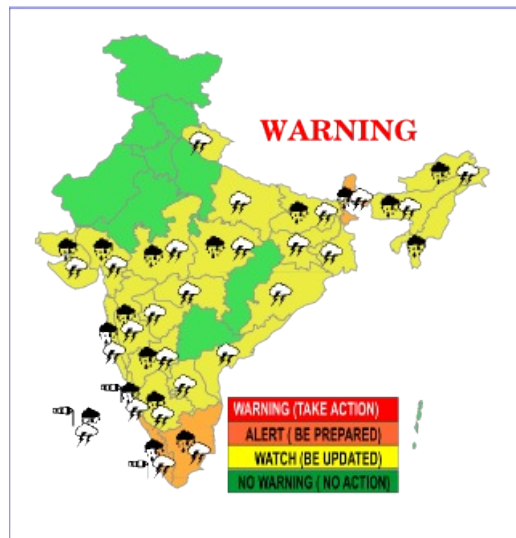 WARNING
WARNING (TAKE ACTION)
ALERT ( BE PREPARED)
WATCH (BE UPDATED)
NO WARNING ( NO ACTION)